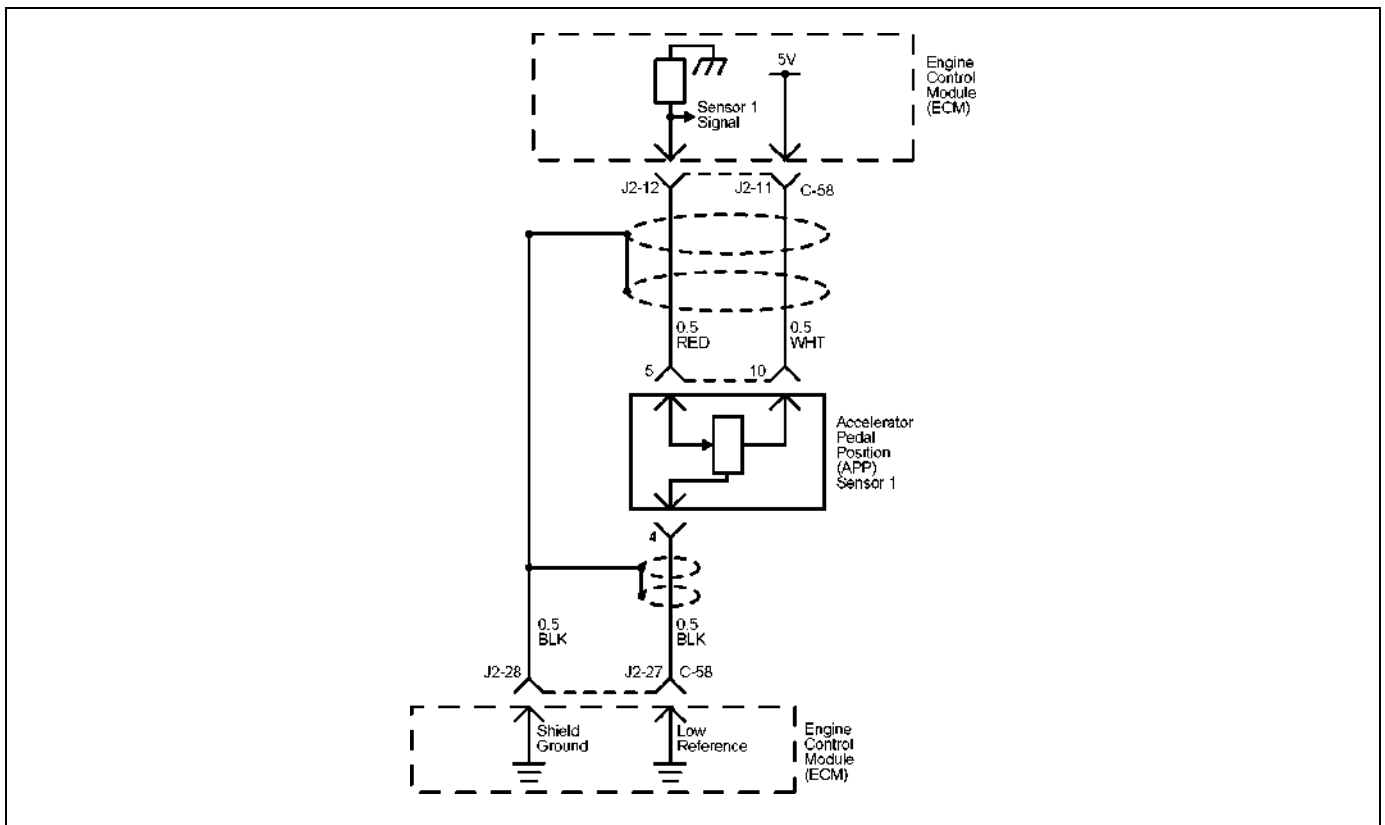 5V
Engine
Control
Module
(ECM)
Sensor 1
Signal
J2-12
J2-11
C-58
0.5
RED
0.5
WHT
5
10
Accelerator
Pedal
Position
(APP)
Sensor 1
4
0.5
BLK
0.5
BLK
J2-28
J2-27
C-58
Shield
Ground
Low
Reference
Engine
Control
Module
(ECM)